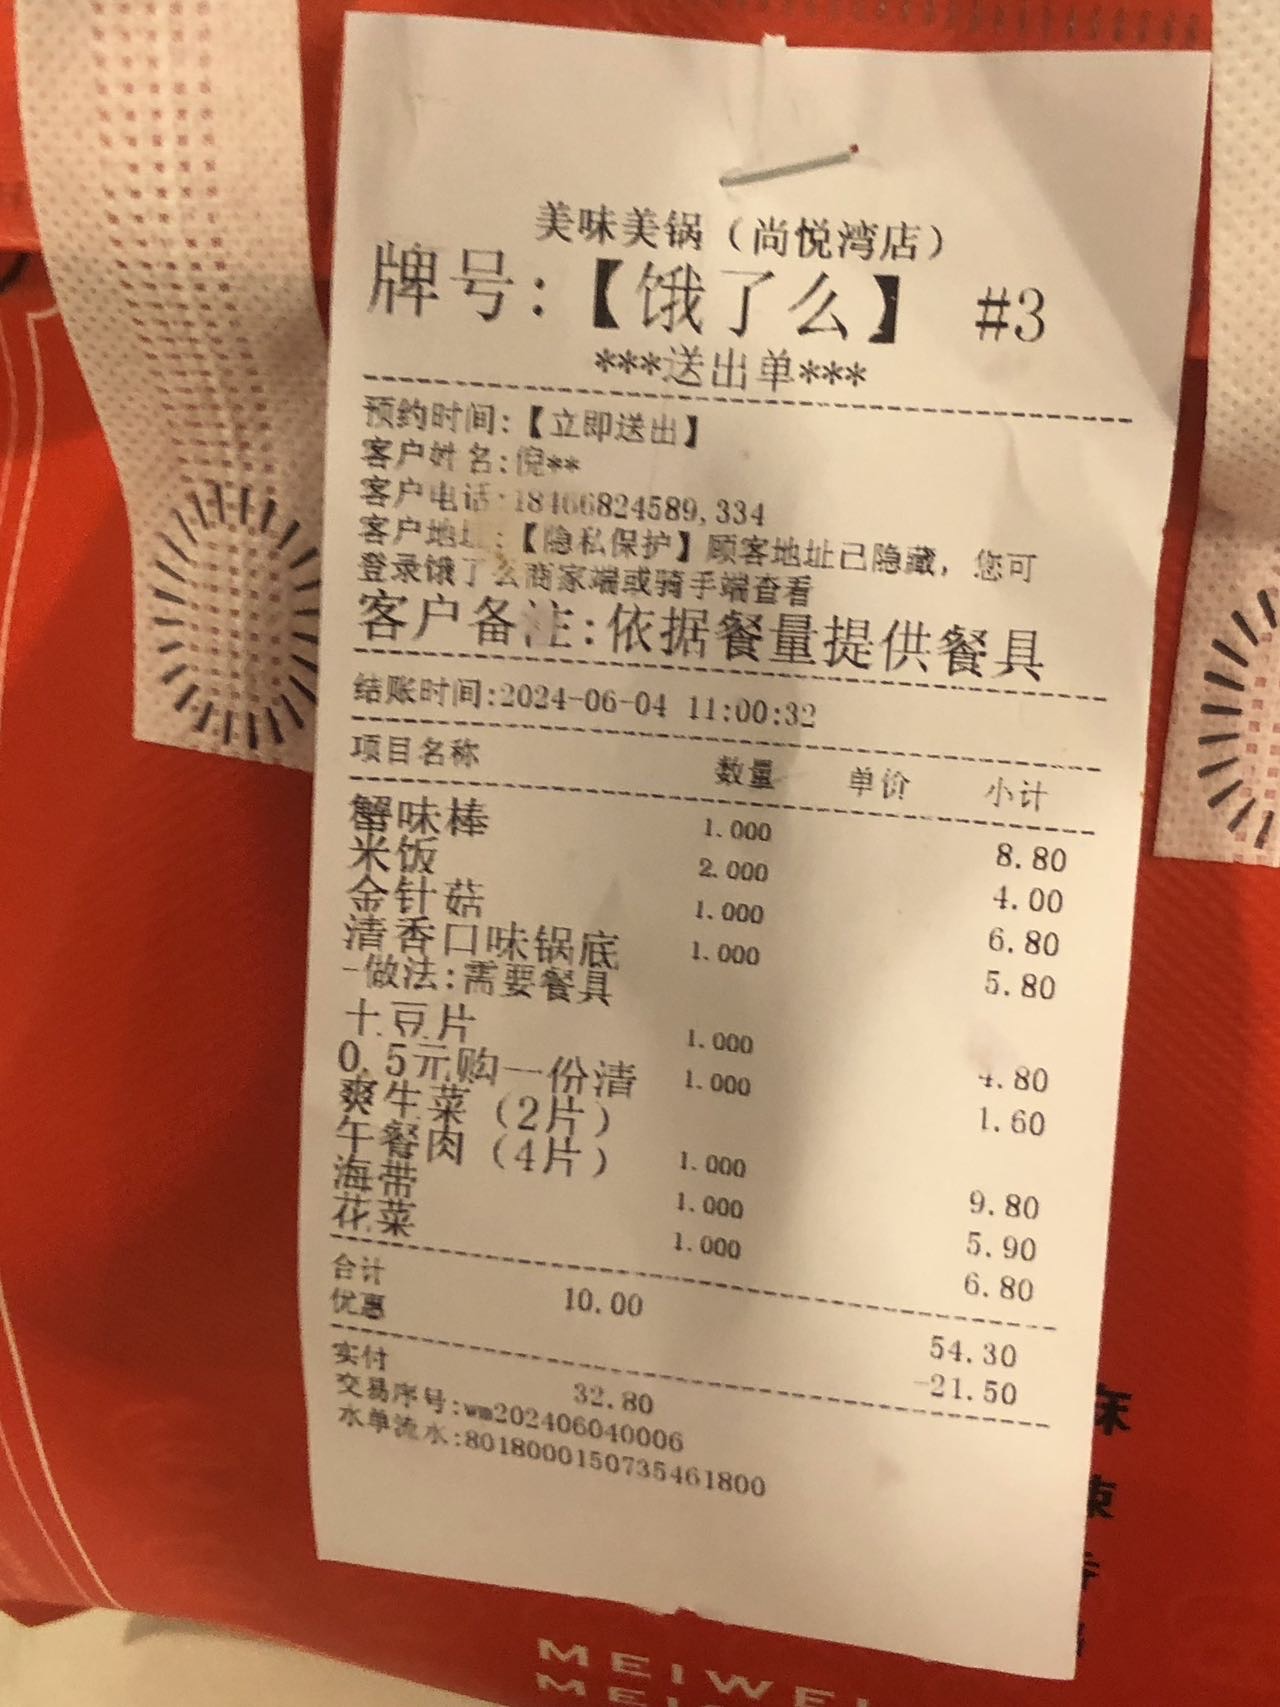 美味美锅（尚悦湾店）
牌号:【饿了么】 #3
***送出单***
预约时间:【立即送出】
客户姓名:倪**
客户电话:18466824589,334
客户地址:【隐私保护】顾客地址已隐藏，您可
登录饿了么商家端或骑手端查看
客户备注:依据餐量提供餐具
结账时间:2024-06-04 11:00:32
项目名称 数量 单价 小计
蟹味棒 1.000 8.80
米饭 2.000 4.00
金针菇 1.000 6.80
清香口味锅底 1.000 5.80
-做法:需要餐具
土豆片 1.000 4.80
0.5元购一份清 1.000 1.60
爽生菜（2片）
午餐肉（4片） 1.000 9.80
海带 1.000 5.90
花菜 1.000 6.80
合计 10.00 54.30
优惠 -21.50
实付 32.80
交易序号:wm202406040006
水单流水:8018000150735461800
MEIWEI